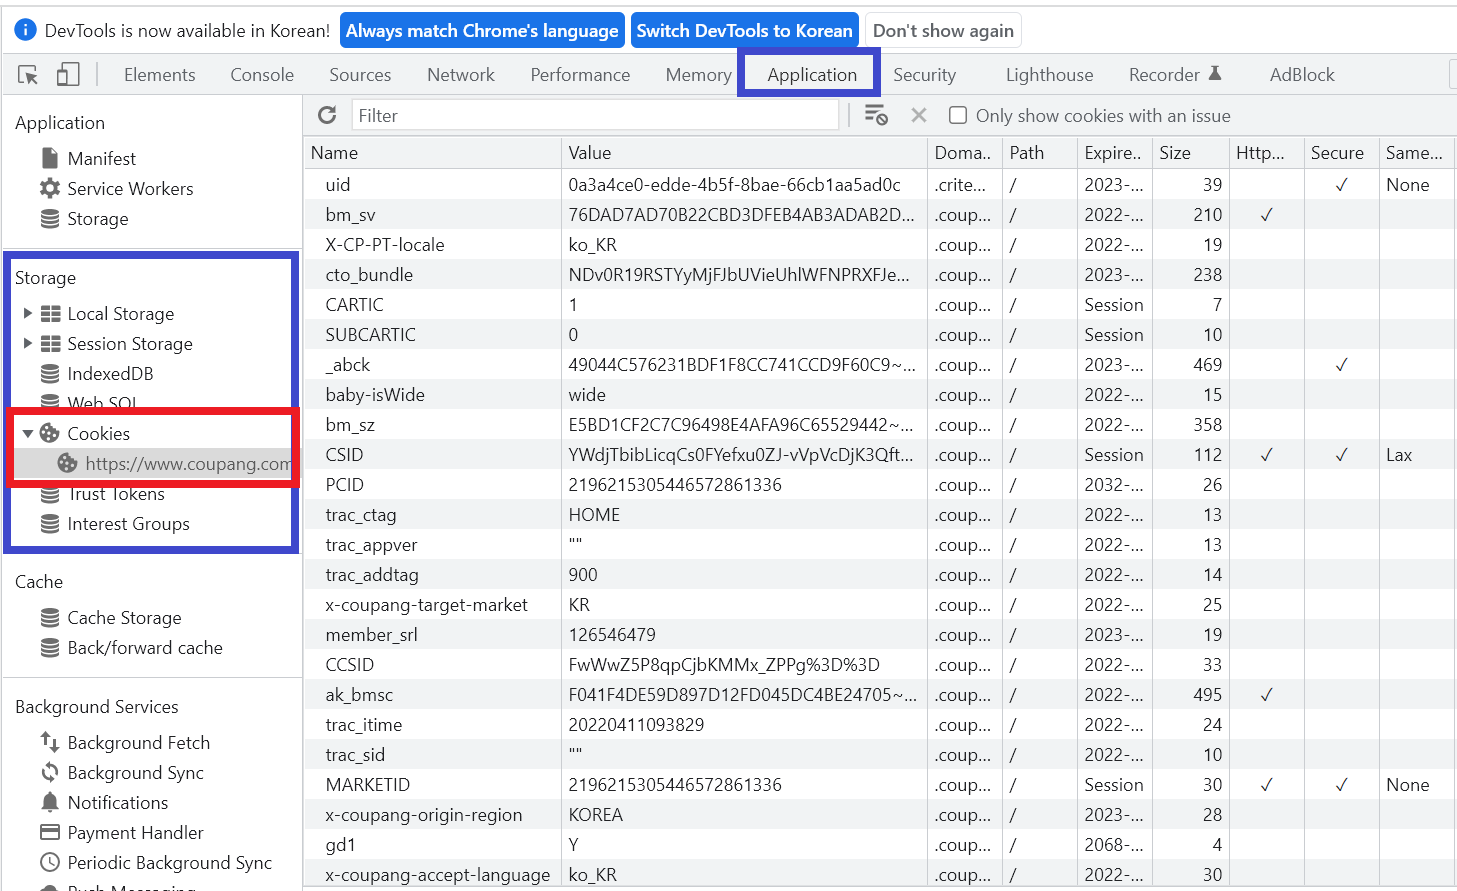 DevTools is now available in Korean! Always match Chrome's language Switch DevTools to Korean Don't show again
Elements Console Sources Network Performance Memory Application Security Lighthouse Recorder AdBlock
Application
Manifest
Service Workers
Storage
Storage
Local Storage
Session Storage
IndexedDB
Web SQL
Cookies
https://www.coupang.com
Trust Tokens
Interest Groups
Cache
Cache Storage
Back/forward cache
Background Services
Background Fetch
Background Sync
Notifications
Payment Handler
Periodic Background Sync
Push Messaging
Filter Only show cookies with an issue
Name Value Doma.. Path Expire.. Size Http... Secure Same...
uid 0a3a4ce0-edde-4b5f-8bae-66cb1aa5ad0c .crite... / 2023-... 39 ✓ None
bm_sv 76DAD7AD70B22CBD3DFEB4AB3ADAB2D... .coup... / 2022-... 210 ✓
X-CP-PT-locale ko_KR .coup... / 2022-... 19
cto_bundle NDv0R19RSTYyMjFJbUVieUhlWFNPRXFJe... .coup... / 2023-... 238
CARTIC 1 .coup... / Session 7
SUBCARTIC 0 .coup... / Session 10
_abck 49044C576231BDF1F8CC741CCD9F60C9~... .coup... / 2023-... 469 ✓
baby-isWide wide .coup... / 2022-... 15
bm_sz E5BD1CF2C7C96498E4AFA96C65529442~... .coup... / 2022-... 358
CSID YWdjTbibLicqCs0FYefxu0ZJ-vVpVcDjK3Qft... .coup... / Session 112 ✓ ✓ Lax
PCID 2196215305446572861336 .coup... / 2032-... 26
trac_ctag HOME .coup... / 2022-... 13
trac_appver "" .coup... / 2022-... 13
trac_addtag 900 .coup... / 2022-... 14
x-coupang-target-market KR .coup... / 2022-... 25
member_srl 126546479 .coup... / 2023-... 19
CCSID FwWwZ5P8qpCjbKMMx_ZPPg%3D%3D .coup... / 2022-... 33
ak_bmsc F041F4DE59D897D12FD045DC4BE24705~... .coup... / 2022-... 495 ✓
trac_itime 20220411093829 .coup... / 2022-... 24
trac_sid "" .coup... / 2022-... 10
MARKETID 2196215305446572861336 .coup... / Session 30 ✓ ✓ None
x-coupang-origin-region KOREA .coup... / 2023-... 28
gd1 Y .coup... / 2068-... 4
x-coupang-accept-language ko_KR .coup... / 2022-... 30